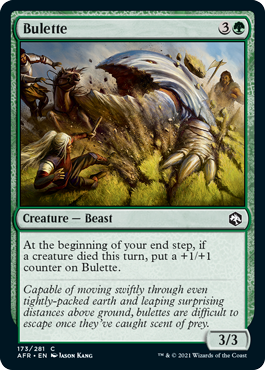 Bulette 3
Creature — Beast
At the beginning of your end step, if
a creature died this turn, put a +1/+1
counter on Bulette.
Capable of moving swiftly through even
tightly-packed earth and leaping surprising
distances above ground, bulettes are difficult to
escape once they've caught scent of prey.
3/3
173/281 C
AFR • EN Jason Kang
™ & © 2021 Wizards of the Coast